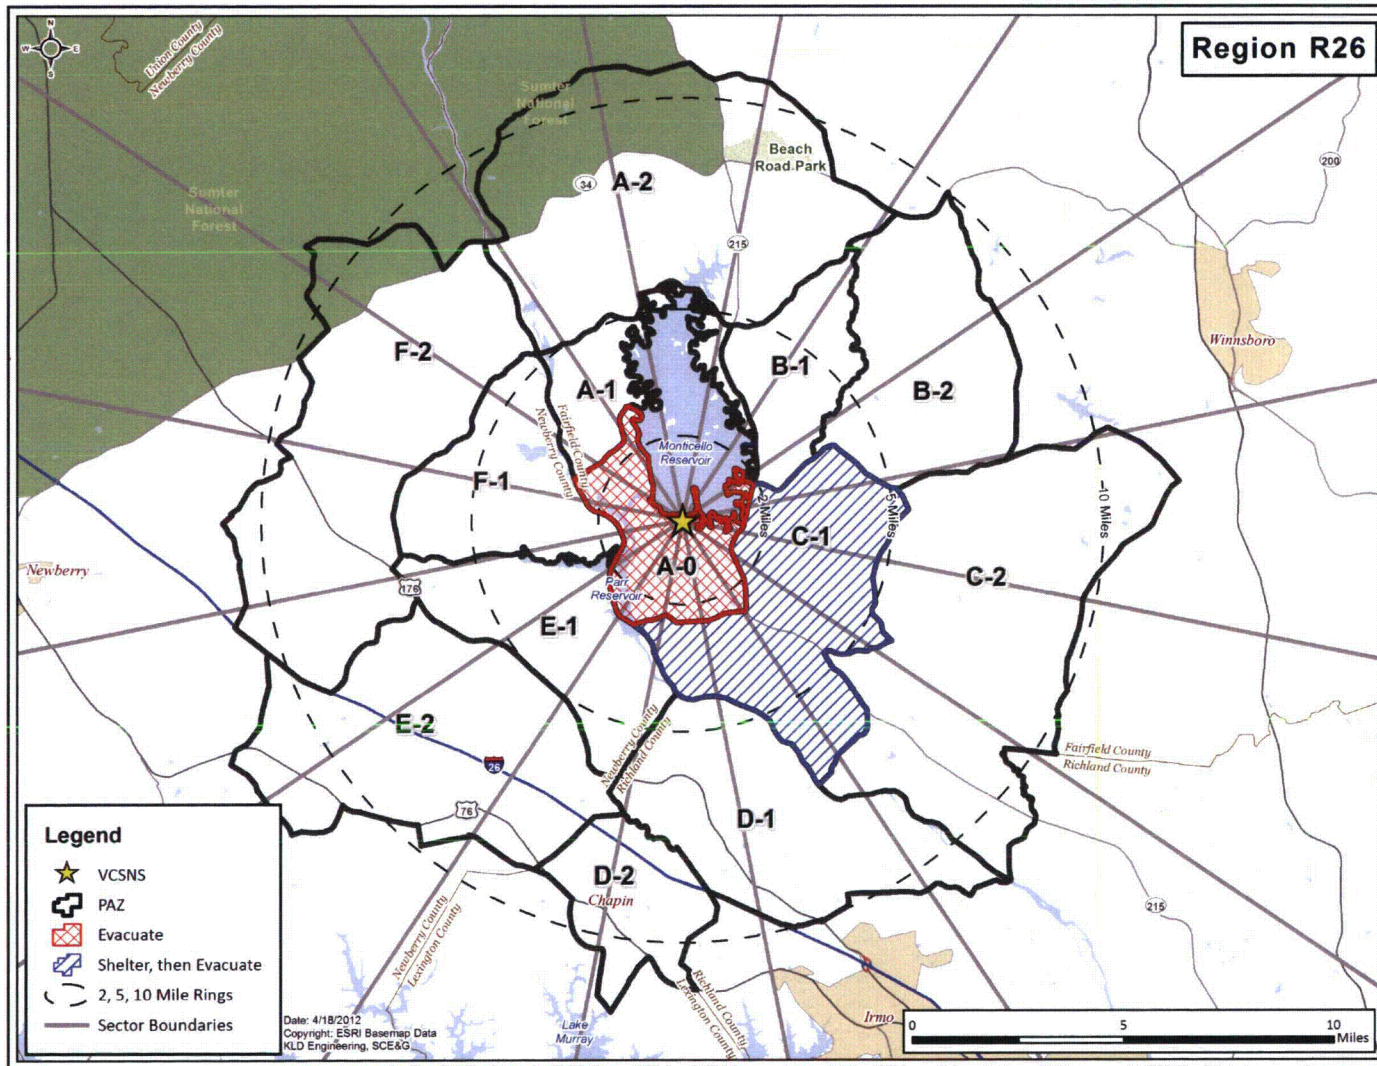 Region R26
N
W
E
S
Union County
Newberry County
Sumter
National
Forest
Beach
Road Park
200
34
A-2
Sumter
National
Forest
215
Winnsboro
F-2
B-1
A-1
B-2
Fairfield County
Newberry County
Monticello
Reservoir
F-1
2 Miles
5 Miles
10 Miles
C-1
A-0
C-2
Newberry
176
Parr
Reservoir
E-1
E-2
Newberry County
Richland County
Fairfield County
Richland County
26
76
D-1
D-2
Chapin
215
Newberry County
Lexington County
Richland County
Lexington County
Irmo
Lake
Murray
Legend
VCSNS
PAZ
Evacuate
Shelter, then Evacuate
2, 5, 10 Mile Rings
Sector Boundaries
Date: 4/18/2012
Copyright: ESRI Basemap Data
KLD Engineering, SCE&G
0 5 10
Miles